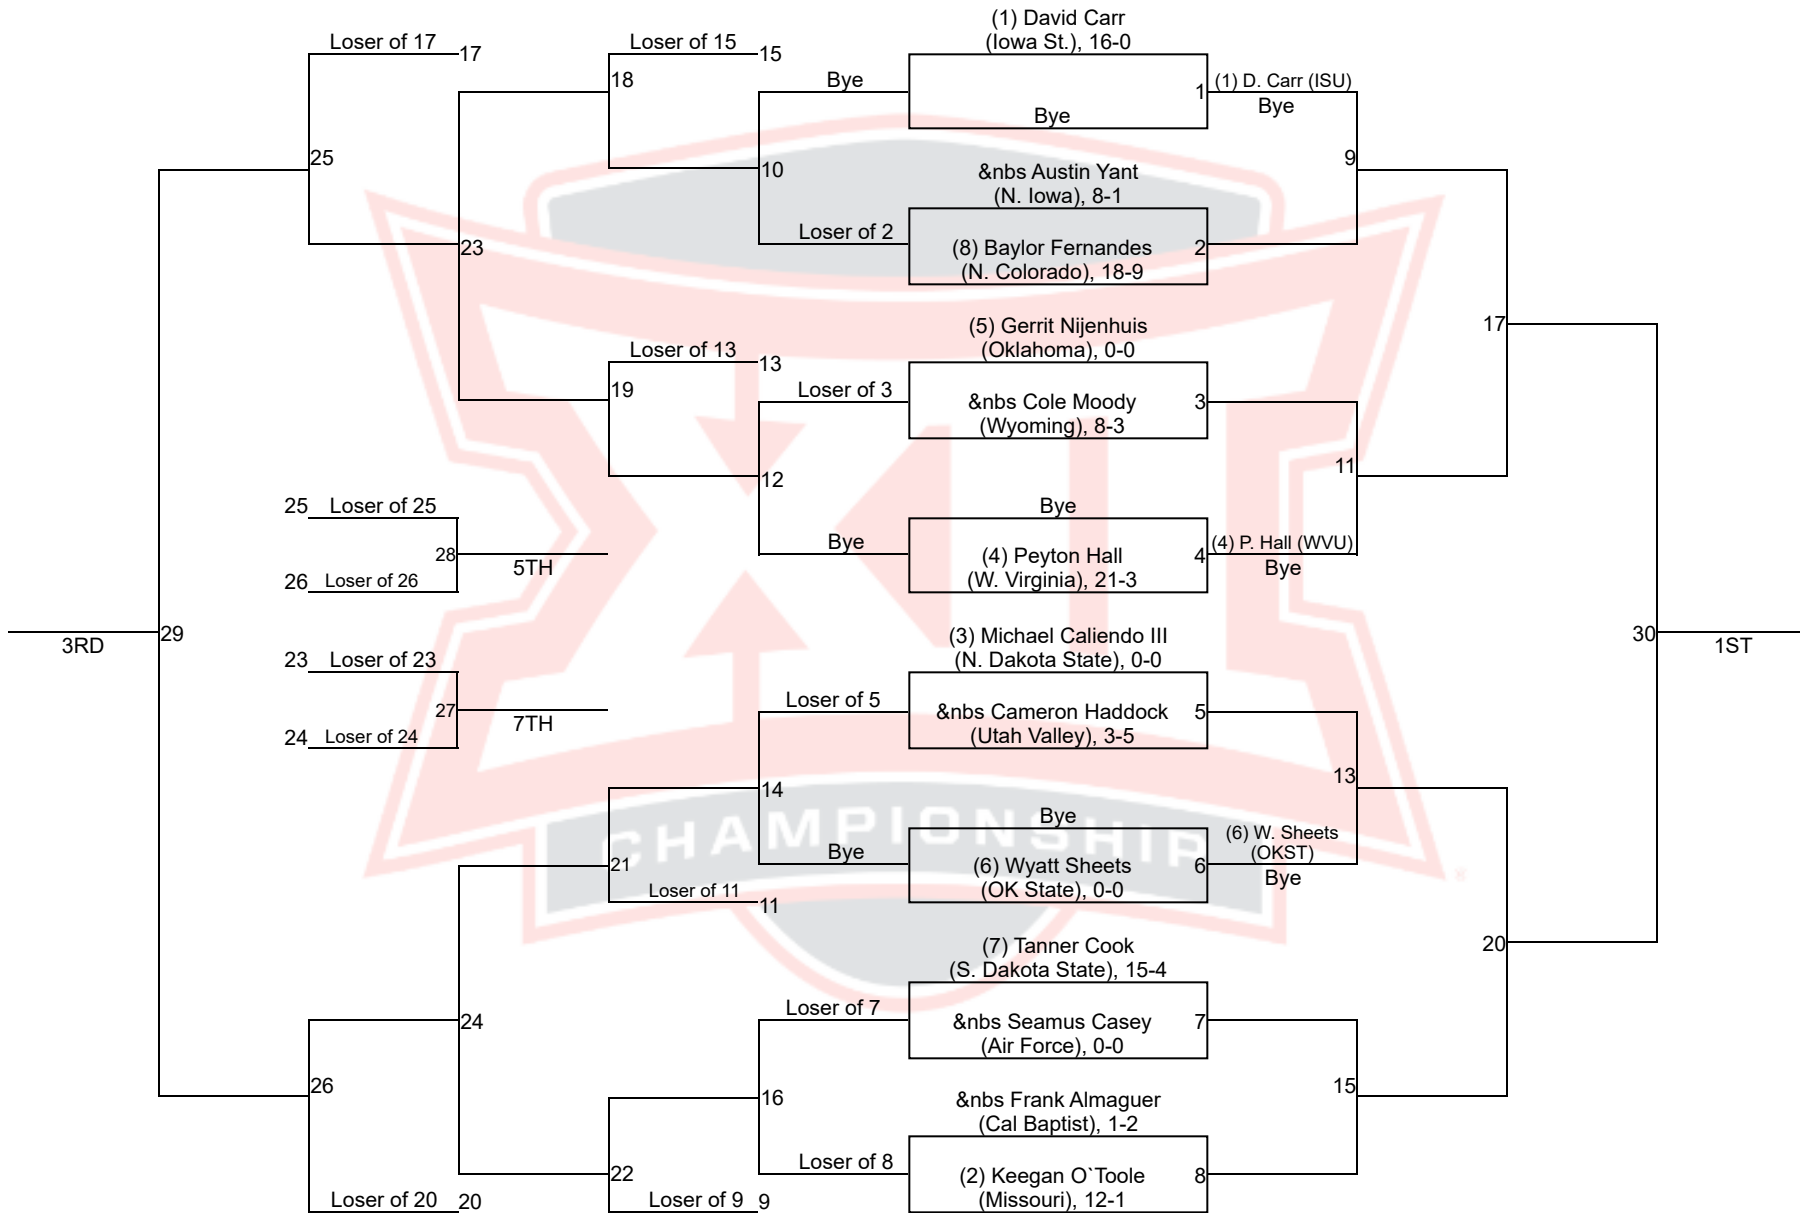 (1) David Carr
(Iowa St.), 16-0
Loser of 17
17
Loser of 15
15
18
Bye
1
(1) D. Carr (ISU)
Bye
Bye
25
10
&nbs Austin Yant
(N. Iowa), 8-1
9
Loser of 2
23
(8) Baylor Fernandes
(N. Colorado), 18-9
2
(5) Gerrit Nijenhuis
(Oklahoma), 0-0
17
Loser of 13
13
19
Loser of 3
&nbs Cole Moody
(Wyoming), 8-3
3
12
11
25
Loser of 25
Bye
28
5TH
Bye
(4) Peyton Hall
(W. Virginia), 21-3
4
(4) P. Hall (WVU)
Bye
26
Loser of 26
3RD
29
(3) Michael Caliendo III
(N. Dakota State), 0-0
30
1ST
23
Loser of 23
27
7TH
Loser of 5
&nbs Cameron Haddock
(Utah Valley), 3-5
5
24
Loser of 24
14
13
CHAMPIONSHIP
Bye
21
Bye
(6) Wyatt Sheets
(OK State), 0-0
6
(6) W. Sheets
(OKST)
Bye
Loser of 11
11
®
(7) Tanner Cook
(S. Dakota State), 15-4
20
24
Loser of 7
&nbs Seamus Casey
(Air Force), 0-0
7
26
16
15
&nbs Frank Almaguer
(Cal Baptist), 1-2
22
Loser of 8
(2) Keegan O`Toole
(Missouri), 12-1
8
Loser of 20
20
Loser of 9
9
XII